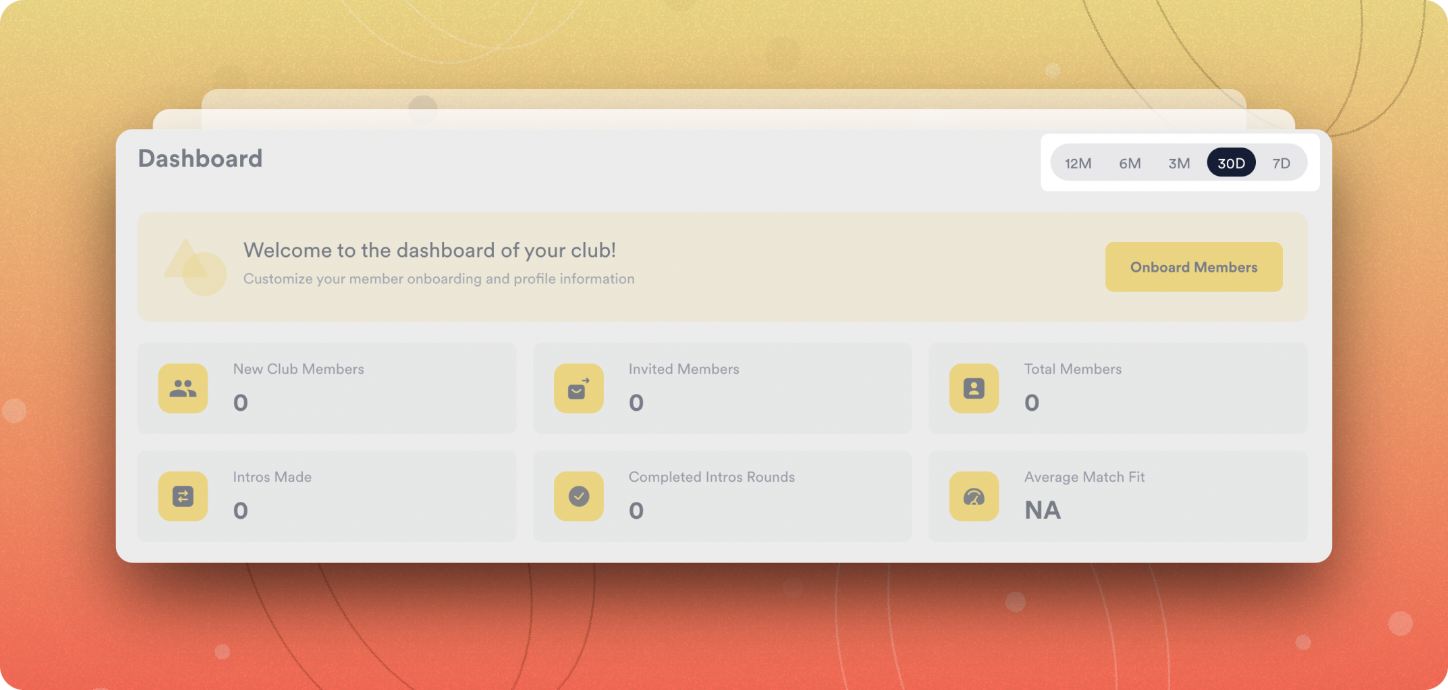 Dashboard
12M 6M 3M 30D 7D
Welcome to the dashboard of your club!
Customize your member onboarding and profile information
Onboard Members
New Club Members
0
Invited Members
0
Total Members
0
Intros Made
0
Completed Intros Rounds
0
Average Match Fit
NA